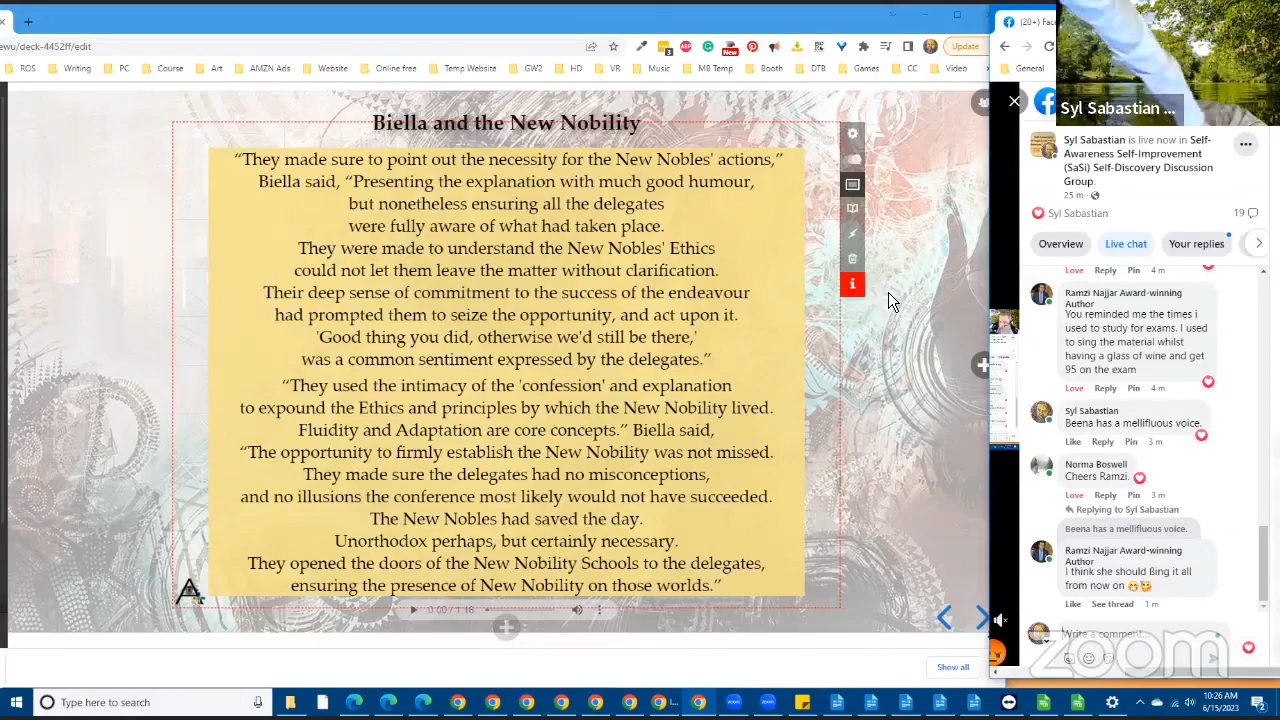 (20+) Fac
ewu/deck-4452ff/edit
Update
ROS
Writing
PC
Course
Art
AMZN Ads
Website
Online free
Temp Website
GW2
HD
VR
Music
MB Temp
Booth
DTB
Games
CC
Video
General
Syl Sabastian ...
Biella and the New Nobility
“They made sure to point out the necessity for the New Nobles' actions,”
Biella said, “Presenting the explanation with much good humour,
but nonetheless ensuring all the delegates
were fully aware of what had taken place.
They were made to understand the New Nobles' Ethics
could not let them leave the matter without clarification.
Their deep sense of commitment to the success of the endeavour
had prompted them to seize the opportunity, and act upon it.
'Good thing you did, otherwise we'd still be there,'
was a common sentiment expressed by the delegates.”
“They used the intimacy of the 'confession' and explanation
to expound the Ethics and principles by which the New Nobility lived.
Fluidity and Adaptation are core concepts.” Biella said,
“The opportunity to firmly establish the New Nobility was not missed.
They made sure the delegates had no misconceptions,
and no illusions the conference most likely would not have succeeded.
The New Nobles had saved the day.
Unorthodox perhaps, but certainly necessary.
They opened the doors of the New Nobility Schools to the delegates,
ensuring the presence of New Nobility on those worlds.”
0:00 / 1:16
Show all
Syl Sabastian is live now in Self-
Awareness Self-Improvement
(SaSi) Self-Discovery Discussion
Group.
25 m
Syl Sabastian
19
Overview
Live chat
Your replies
Love Reply Pin 4 m
Ramzi Najjar Award-winning
Author
You reminded me the times i
used to study for exams. I used
to sing the material whilst
having a glass of wine and get
95 on the exam
Love Reply Pin 4 m
Syl Sabastian
Beena has a mellifluous voice.
Like Reply Pin 3 m
Norma Boswell
Cheers Ramzi.
Love Reply Pin 3 m
Replying to Syl Sabastian
Beena has a mellifluous voice.
Ramzi Najjar Award-winning
Author
I think she should 8ing it all
from now on
Like See thread 1 m
Write a comment...
zoom
Type here to search
10:26 AM
6/15/2023